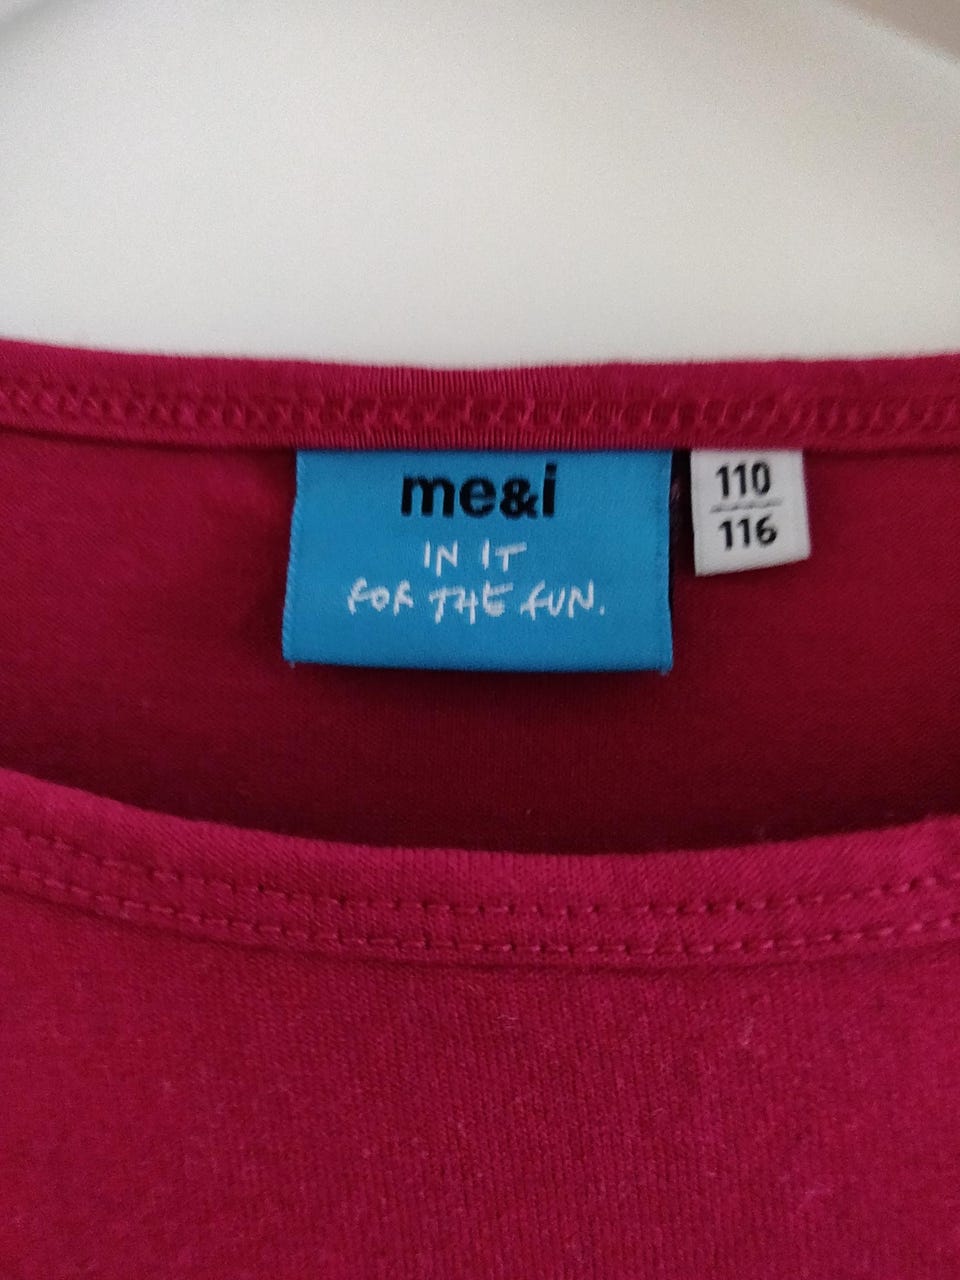 me&i
IN IT
FOR THE FUN.
110
116